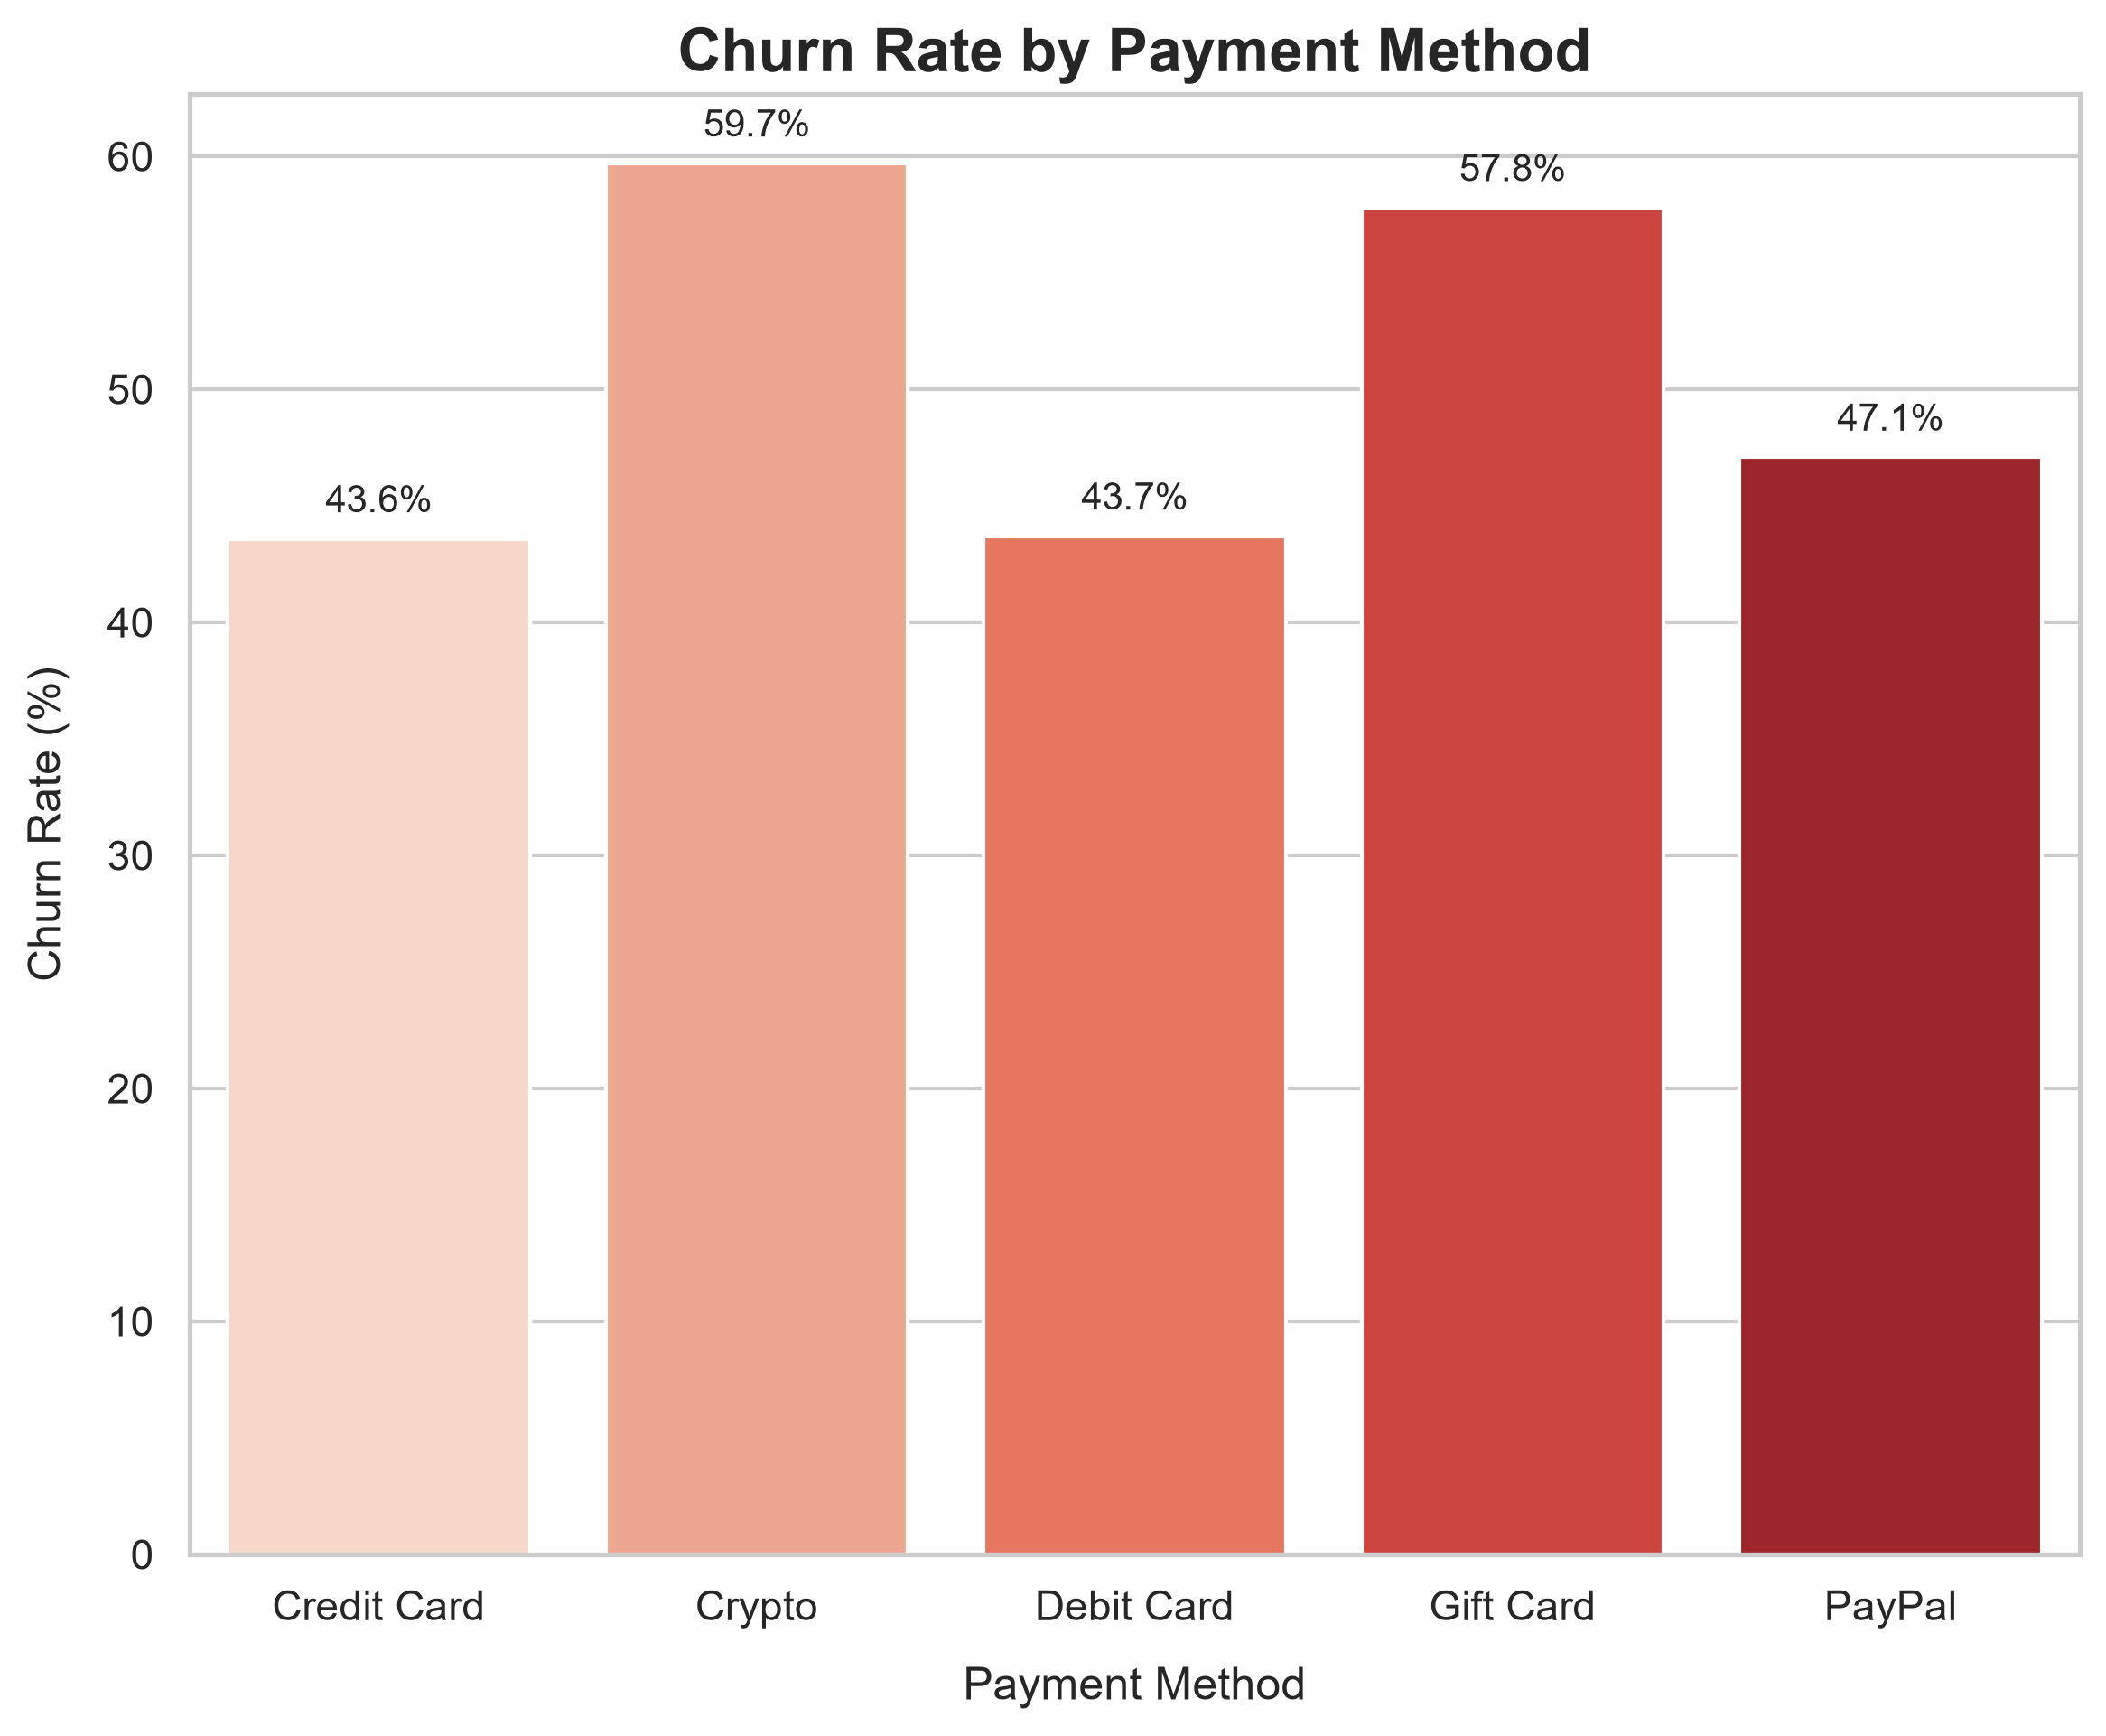 Churn Rate by Payment Method
59.7%
57.8%
47.1%
43.6%
43.7%
60
50
40
30
20
10
0
Churn Rate (%)
Credit Card
Crypto
Debit Card
Gift Card
PayPal
Payment Method